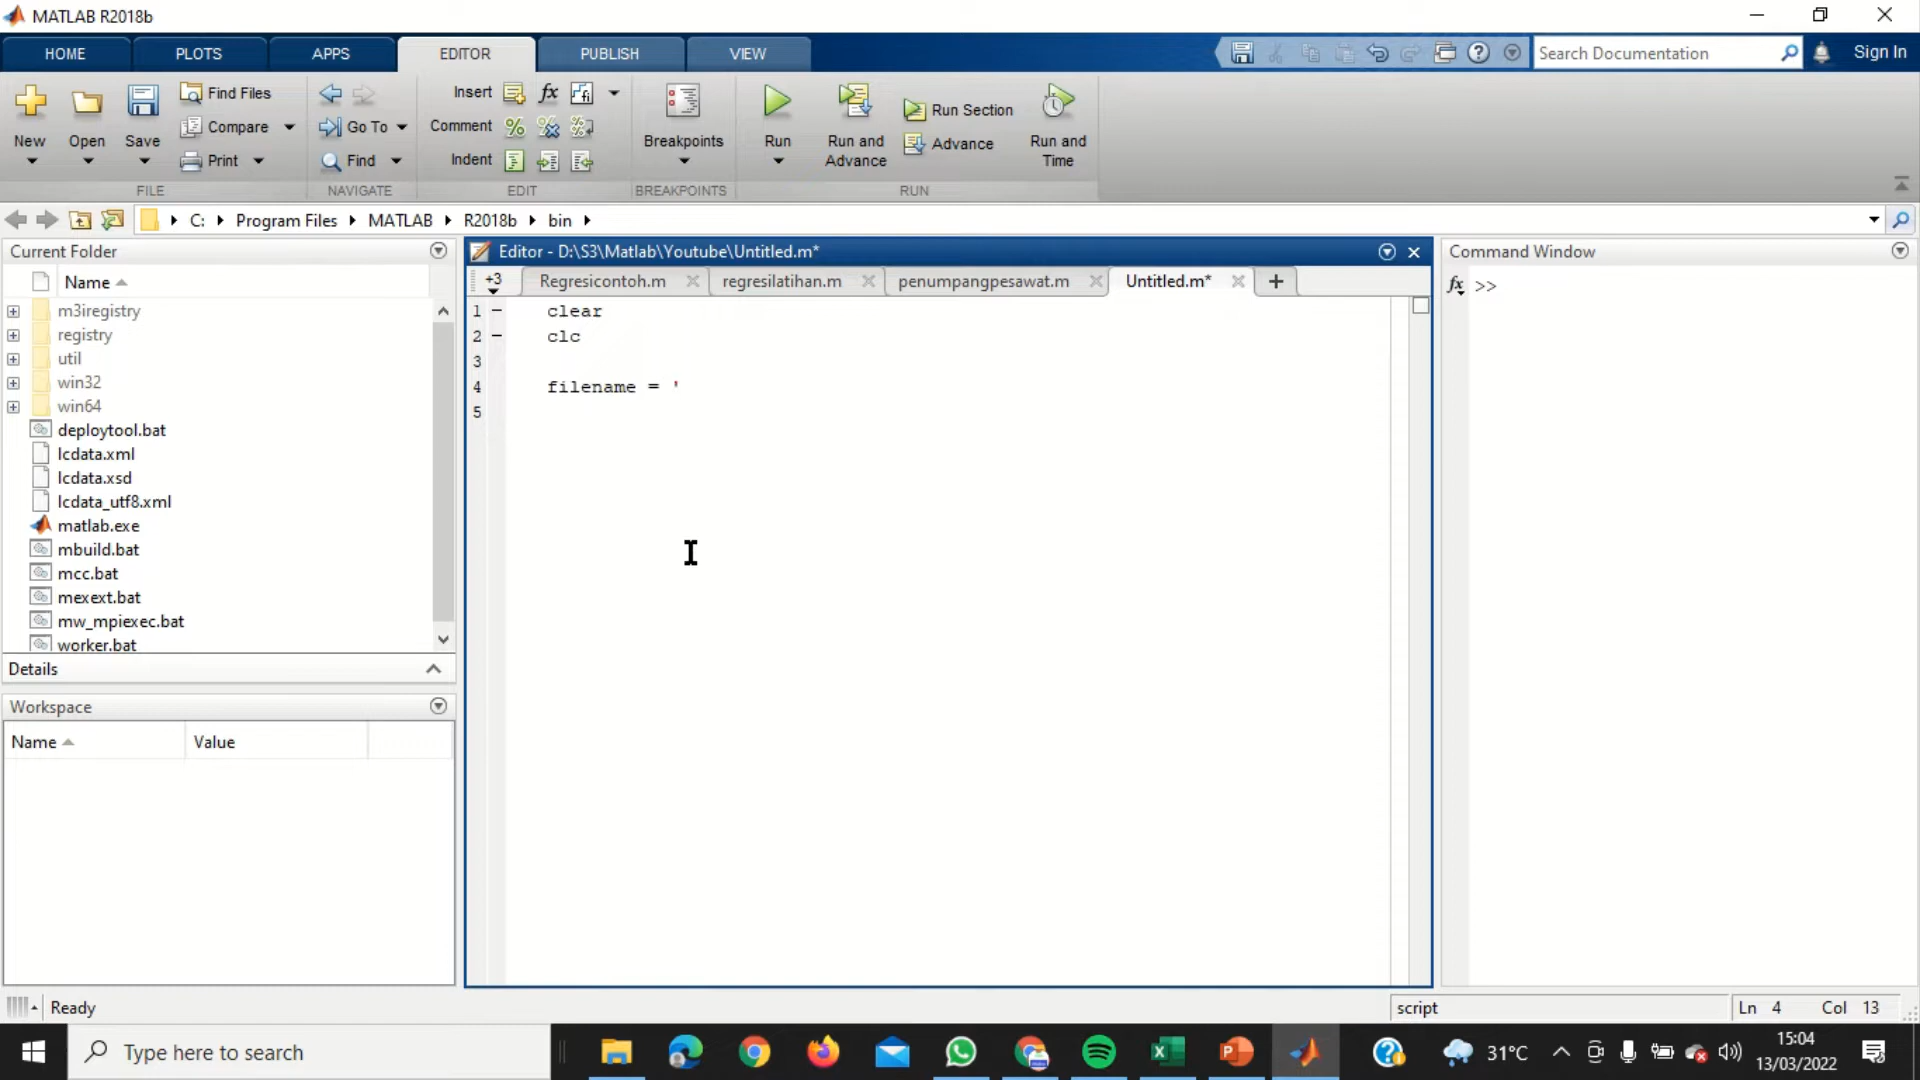 MATLAB R2018b
HOME PLOTS APPS EDITOR PUBLISH VIEW Search Documentation Sign In
New Open Save Find Files Compare Print
Go To Find
Insert fx fi
Comment % % %
Indent
Breakpoints Run Run and Advance Run Section Advance Run and Time
FILE NAVIGATE EDIT BREAKPOINTS RUN
C: Program Files MATLAB R2018b bin
Current Folder
Name
m3iregistry
registry
util
win32
win64
deploytool.bat
lcdata.xml
lcdata.xsd
lcdata_utf8.xml
matlab.exe
mbuild.bat
mcc.bat
mexext.bat
mw_mpiexec.bat
worker.bat
Details
Workspace
Name Value
Editor - D:\S3\Matlab\Youtube\Untitled.m*
+3 Regresicontoh.m regresilatihan.m penumpangpesawat.m Untitled.m* +
1 clear
2 clc
3
4 filename = '
5
Command Window
fx >>
Ready script Ln 4 Col 13
Type here to search 31°C 15:04
13/03/2022